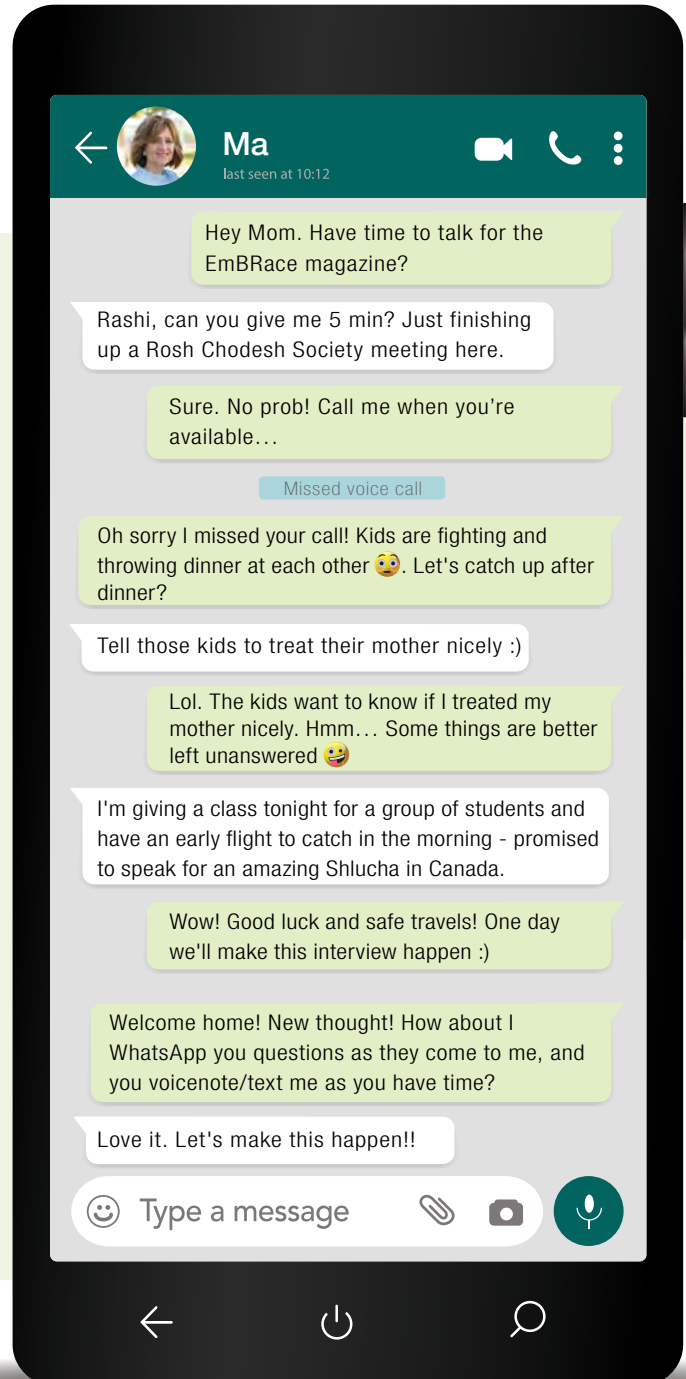 Ma
last seen at 10:12
Hey Mom. Have time to talk for the
EmBRace magazine?
Rashi, can you give me 5 min? Just finishing
up a Rosh Chodesh Society meeting here.
Sure. No prob! Call me when you’re
available…
Missed voice call
Oh sorry I missed your call! Kids are fighting and
throwing dinner at each other 😳. Let's catch up after
dinner?
Tell those kids to treat their mother nicely :)
Lol. The kids want to know if I treated my
mother nicely. Hmm… Some things are better
left unanswered 🤪
I'm giving a class tonight for a group of students and
have an early flight to catch in the morning - promised
to speak for an amazing Shlucha in Canada.
Wow! Good luck and safe travels! One day
we'll make this interview happen :)
Welcome home! New thought! How about I
WhatsApp you questions as they come to me, and
you voicenote/text me as you have time?
Love it. Let's make this happen!!
Type a message